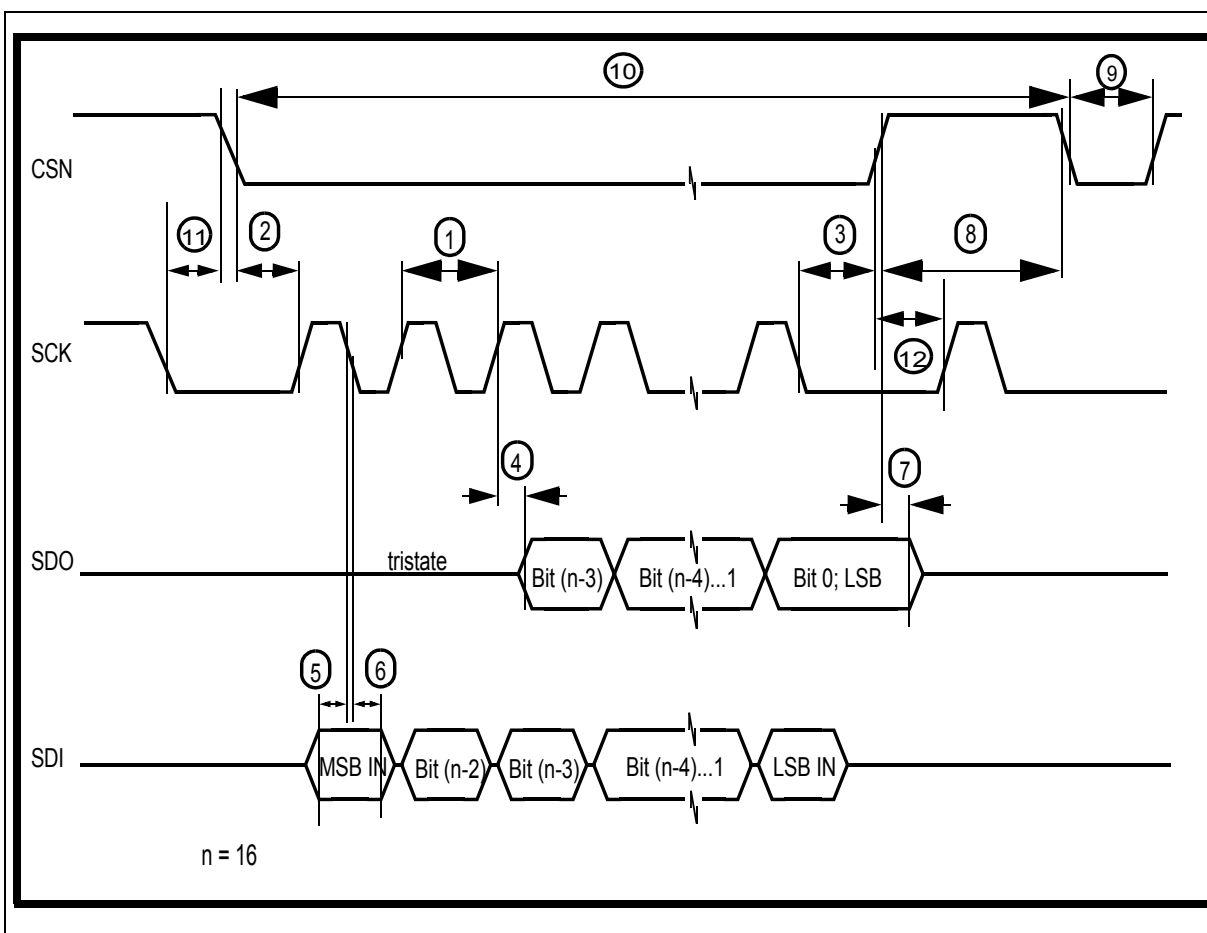 10
9
CSN
11
2
1
3
8
SCK
12
4
7
SDO
tristate
Bit (n-3)
Bit (n-4)...1
Bit 0; LSB
5
6
SDI
MSB IN
Bit (n-2)
Bit (n-3)
Bit (n-4)...1
LSB IN
n = 16